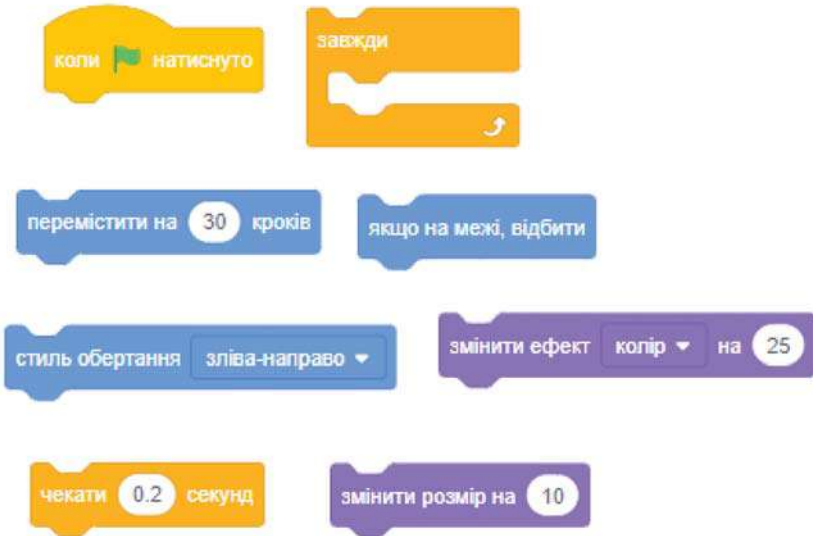 коли натиснуто
завжди
перемістити на 30 кроків
якщо на межі, відбити
стиль обертання зліва-направо
змінити ефект колір на 25
чекати 0.2 секунд
змінити розмір на 10